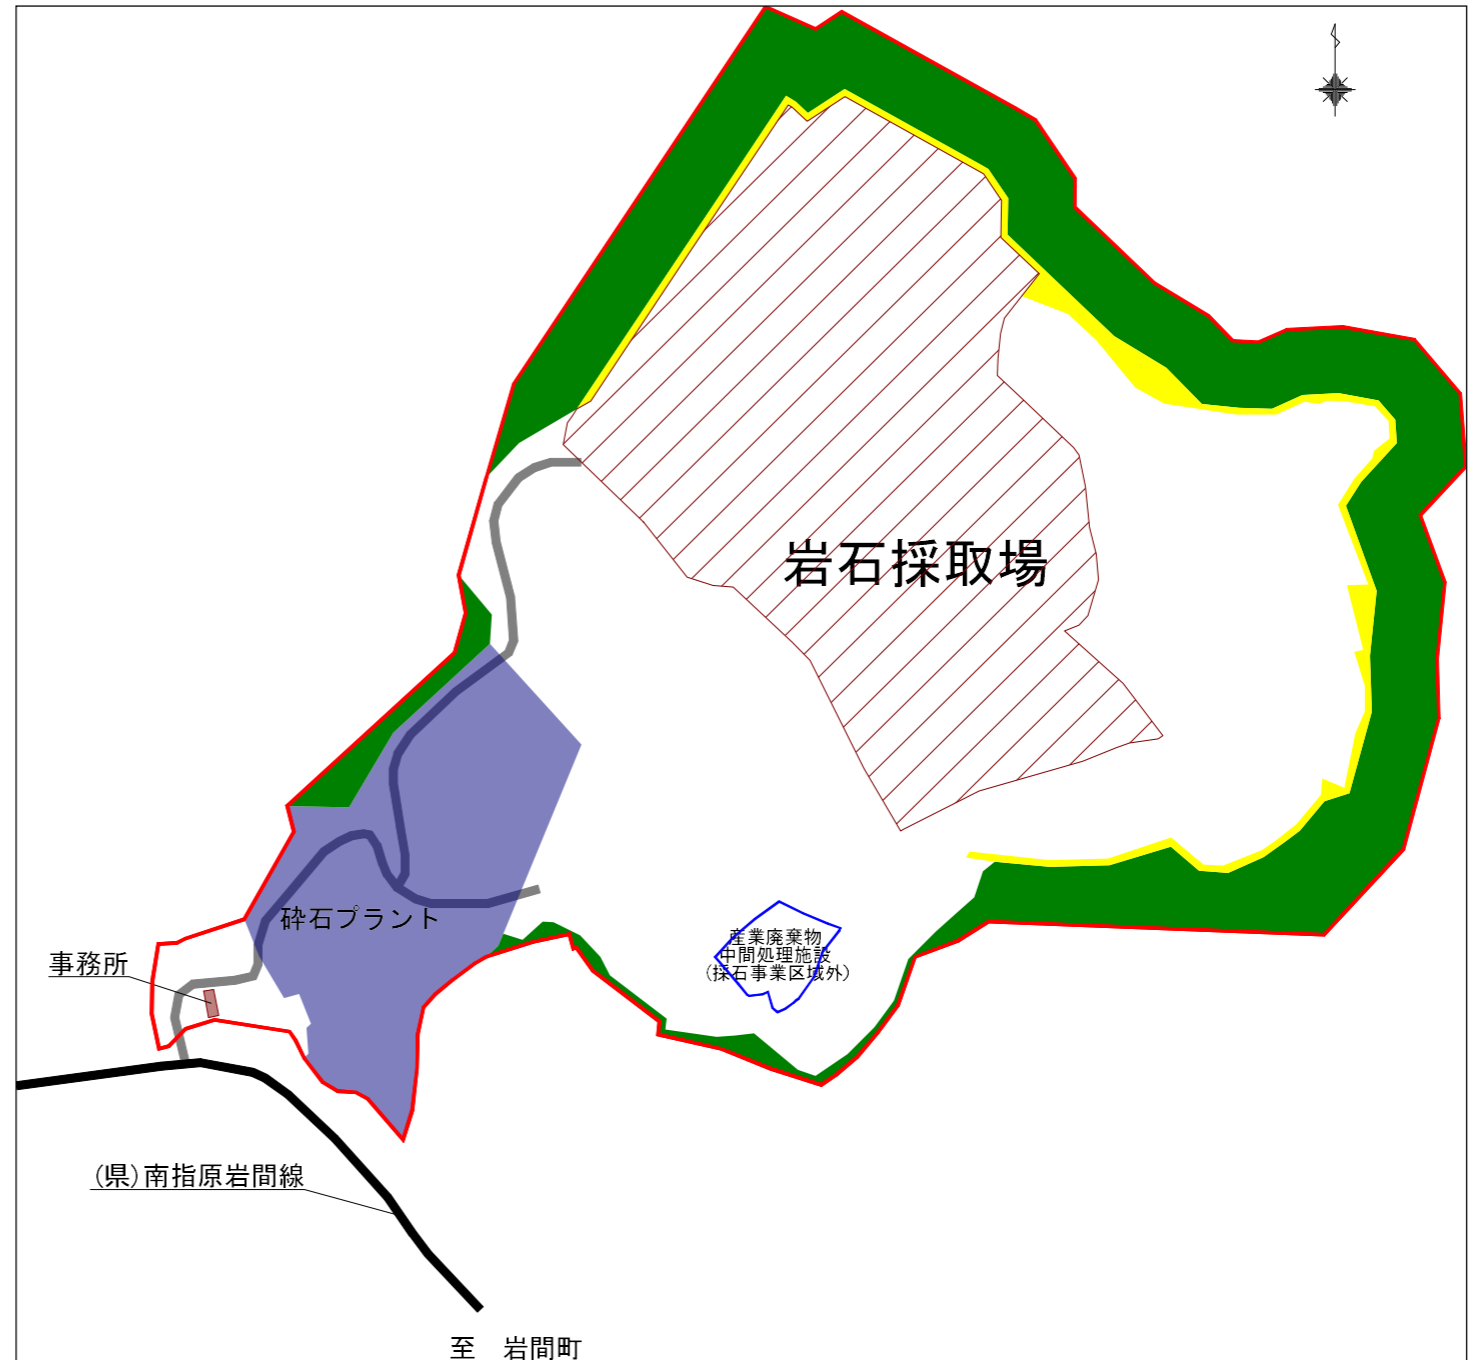 岩石採取場
砕石プラント
産業廃棄物
中間処理施設
(採石事業区域外)
事務所
(県)南指原岩間線
至　岩間町